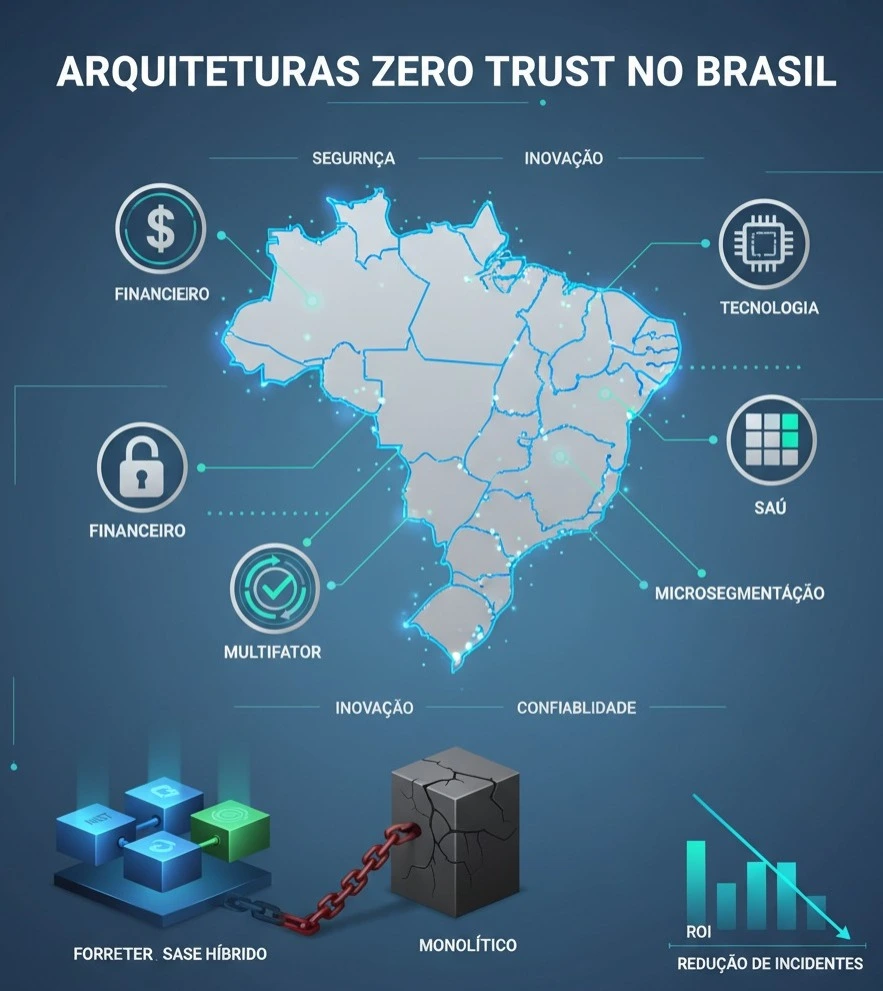 ARQUITETURAS ZERO TRUST NO BRASIL
SEGURNÇA
INOVAÇÃO
FINANCIEIRO
TECNOLOGIA
FINANCEIRO
SAÚ
MICROSEGMENTÁÇÃO
MULTIFATOR
INOVAÇÃO
CONFIABLIDADE
$
FORRETER. SASE HÍBRIDO
MONOLÍTICO
ROI
REDUÇÃO DE INCIDENTES